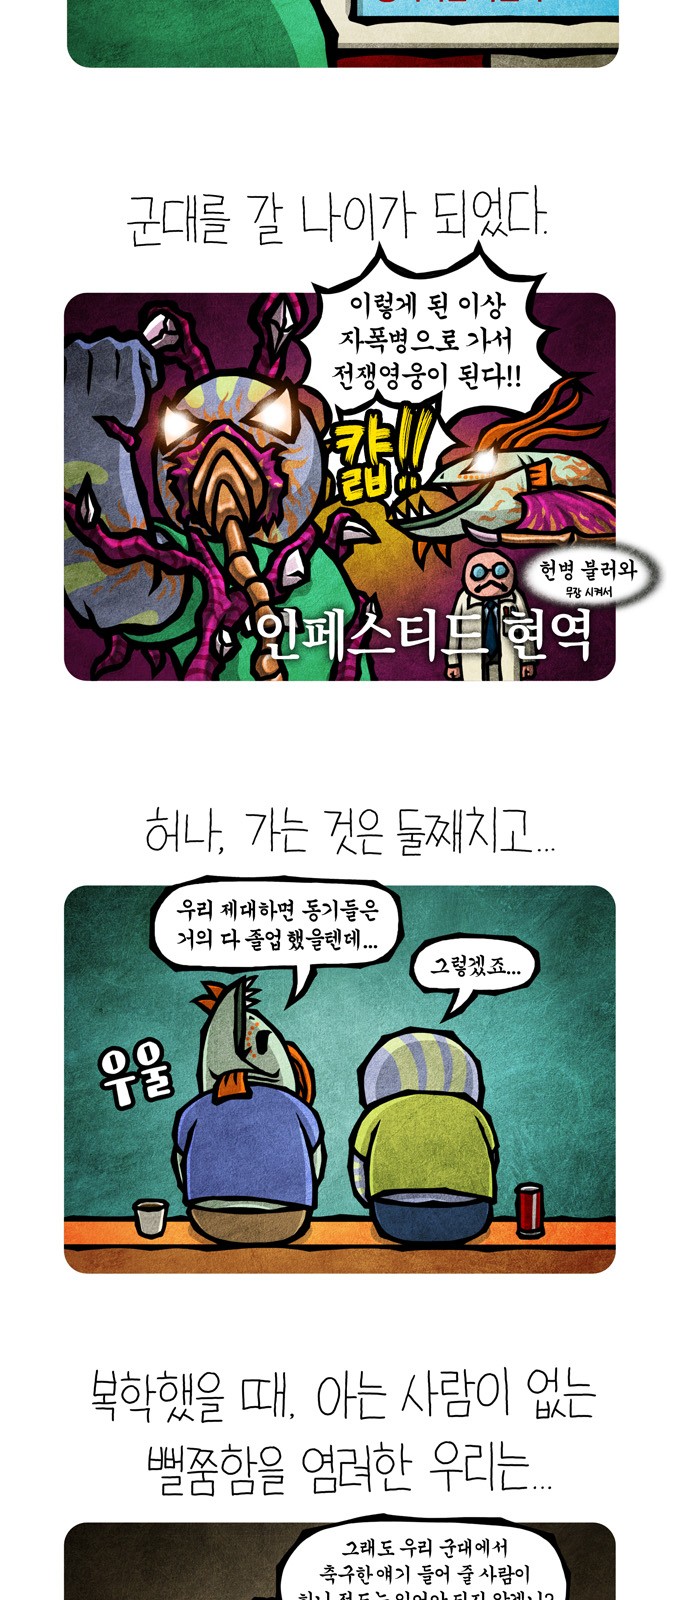 군대를 갈 나이가 되었다.
이렇게 된 이상
자폭병으로 가서
전쟁영웅이 된다!!
캷!!
헌병 불러와
무장 시켜서
인페스티드 현역
허나, 가는 것은 둘째치고...
우리 제대하면 동기들은
거의 다 졸업 했을텐데...
그렇겠죠...
우울
복학했을 때, 아는 사람이 없는
뻘쭘함을 염려한 우리는...
그래도 우리 군대에서
축구한 얘기 들어 줄 사람이